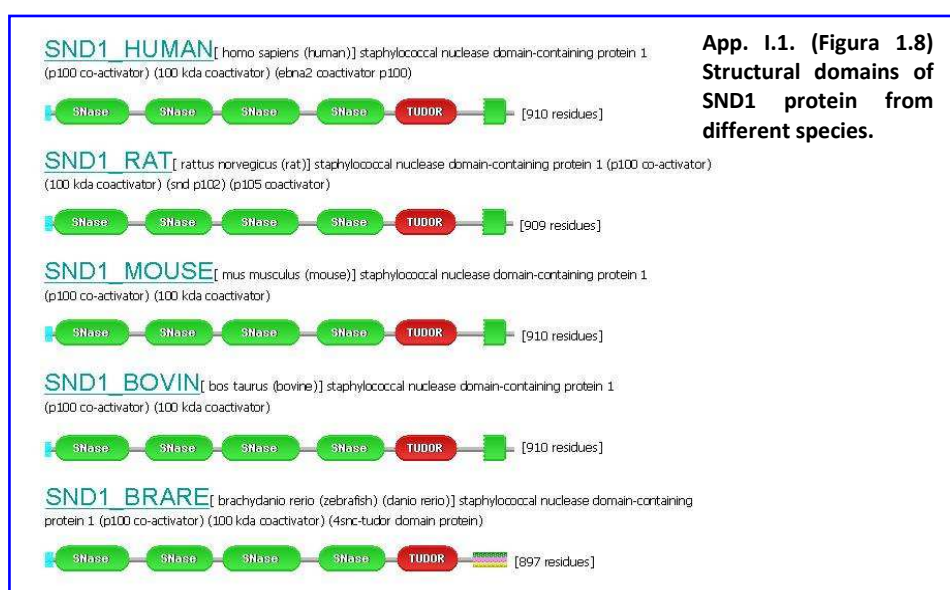 SND1_HUMAN[ homo sapiens (human)] staphylococcal nuclease domain-containing protein 1
(p100 co-activator) (100 kda coactivator) (ebna2 coactivator p100)
SNase SNase SNase SNase TUDOR [910 residues]
App. I.1. (Figura 1.8)
Structural domains of
SND1 protein from
different species.
SND1_RAT[ rattus norvegicus (rat)] staphylococcal nuclease domain-containing protein 1 (p100 co-activator)
(100 kda coactivator) (snd p102) (p105 coactivator)
SNase SNase SNase SNase TUDOR [909 residues]
SND1_MOUSE[ mus musculus (mouse)] staphylococcal nuclease domain-containing protein 1
(p100 co-activator) (100 kda coactivator)
SNase SNase SNase SNase TUDOR [910 residues]
SND1_BOVIN[ bos taurus (bovine)] staphylococcal nuclease domain-containing protein 1
(p100 co-activator) (100 kda coactivator)
SNase SNase SNase SNase TUDOR [910 residues]
SND1_BRARE[ brachydanio rerio (zebrafish) (danio rerio)] staphylococcal nuclease domain-containing
protein 1 (p100 co-activator) (100 kda coactivator) (4snc-tudor domain protein)
SNase SNase SNase SNase TUDOR [897 residues]